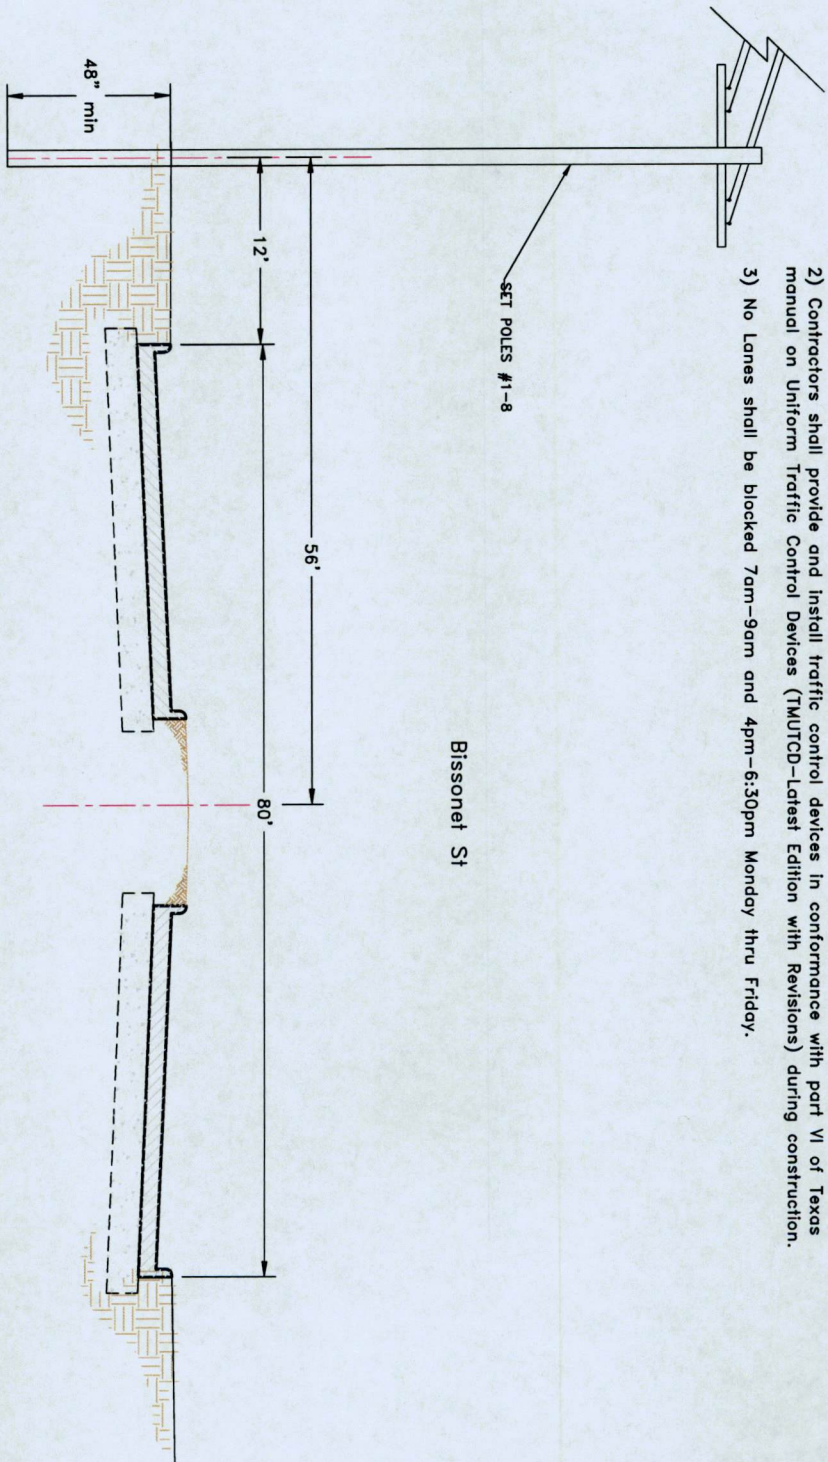 2) Contractors shall provide and install traffic control devices in conformance with part VI of Texas
manual on Uniform Traffic Control Devices (TMUTCD-Latest Edition with Revisions) during construction.
3) No Lanes shall be blocked 7am-9am and 4pm-6:30pm Monday thru Friday.
SET POLES #1-8
Bissonet St
56'
12'
80'
48" min